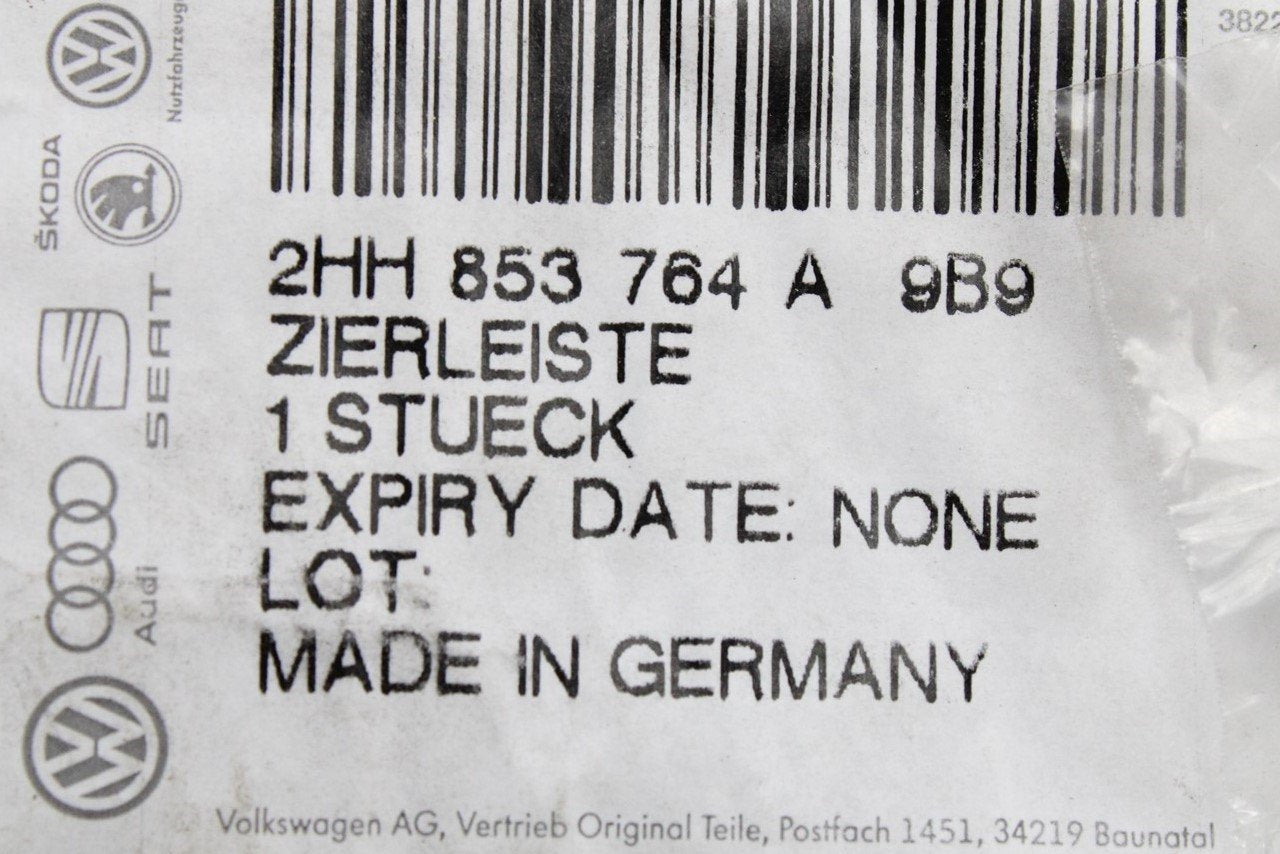 3822
Nutzfahrzeug
ŠKODA
SEAT
Audi
2HH 853 764 A 9B9
ZIERLEISTE
1 STUECK
EXPIRY DATE: NONE
LOT:
MADE IN GERMANY
Volkswagen AG, Vertrieb Original Teile, Postfach 1451, 34219 Baunatal